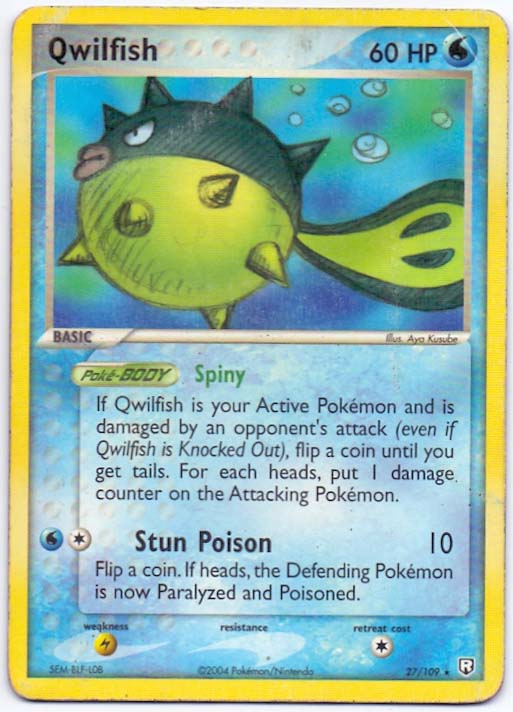 Qwilfish 60 HP
BASIC
Illus. Aya Kusube
Poké-BODY Spiny
If Qwilfish is your Active Pokémon and is
damaged by an opponent's attack (even if
Qwilfish is Knocked Out), flip a coin until you
get tails. For each heads, put 1 damage
counter on the Attacking Pokémon.
Stun Poison 10
Flip a coin. If heads, the Defending Pokémon
is now Paralyzed and Poisoned.
weakness resistance retreat cost
SEM-BLF-L0B ©2004 Pokémon/Nintendo 27/109 ★ R